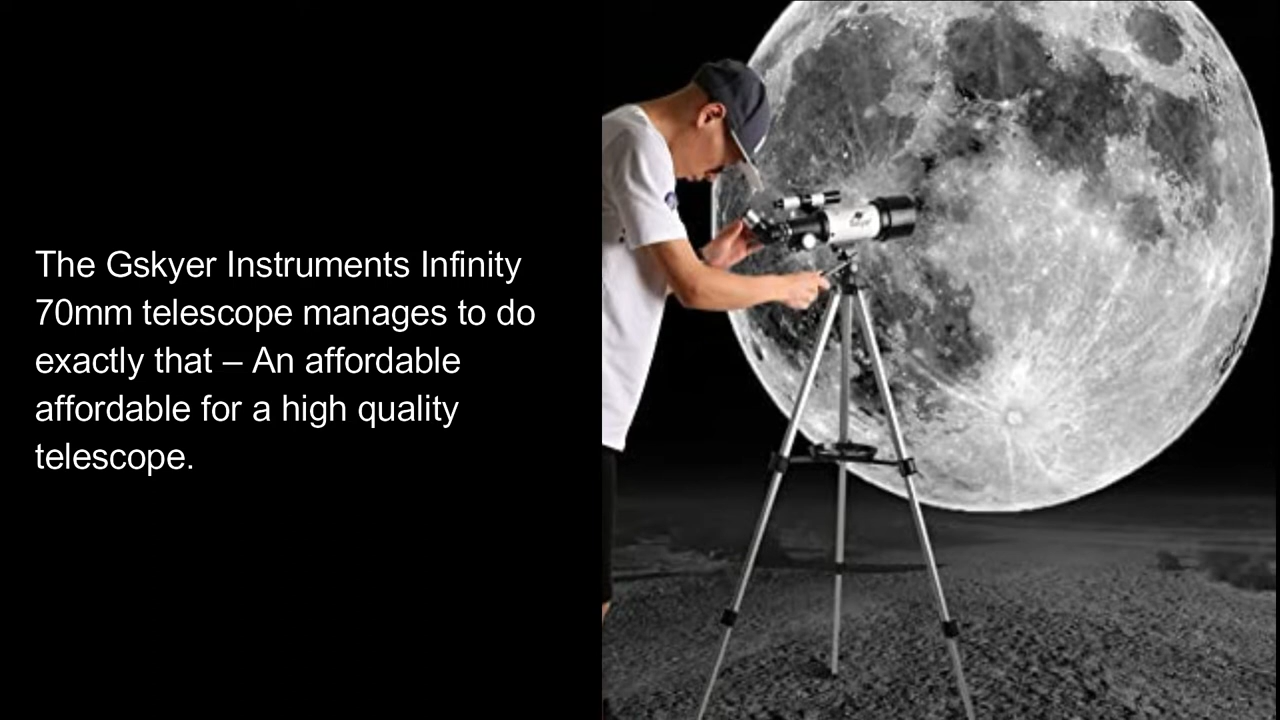 The Gskyer Instruments Infinity
70mm telescope manages to do
exactly that – An affordable
affordable for a high quality
telescope.